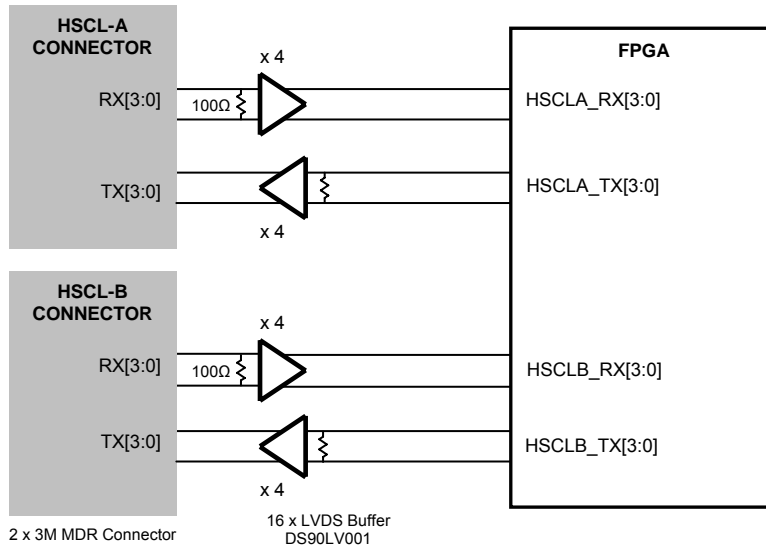 HSCL-A
CONNECTOR
x 4
FPGA
RX[3:0]
100Ω
HSCLA_RX[3:0]
TX[3:0]
HSCLA_TX[3:0]
x 4
HSCL-B
CONNECTOR
x 4
RX[3:0]
100Ω
HSCLB_RX[3:0]
TX[3:0]
HSCLB_TX[3:0]
x 4
2 x 3M MDR Connector
16 x LVDS Buffer
DS90LV001